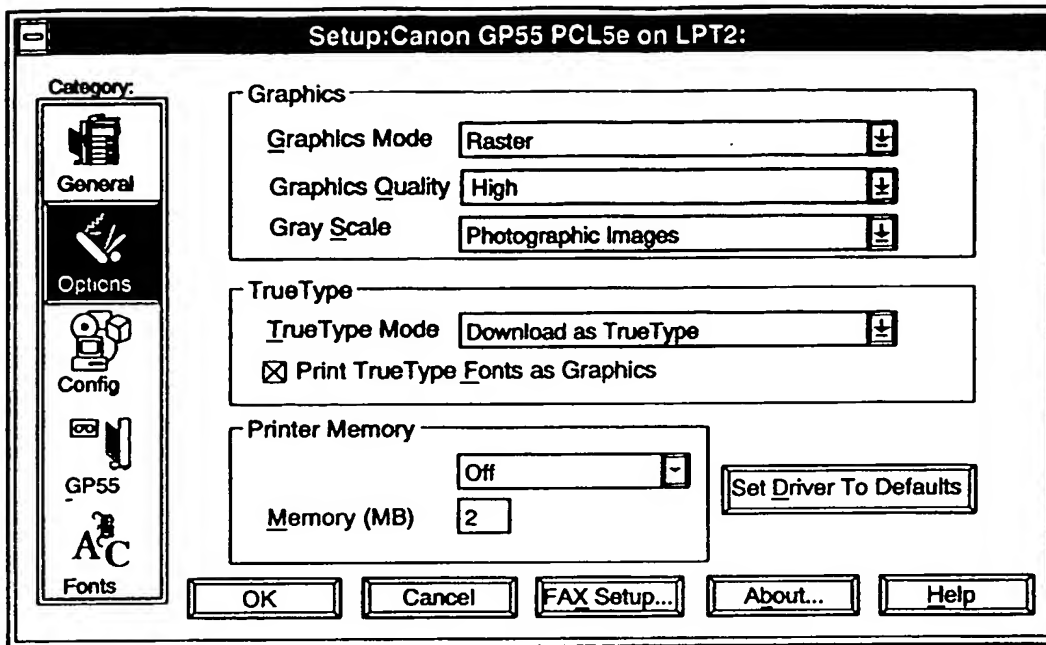 Setup:Canon GP55 PCL5e on LPT2:
Category:
General
Options
Config
GP55
A C
Fonts
Graphics
Graphics Mode Raster
Graphics Quality High
Gray Scale Photographic Images
TrueType
TrueType Mode Download as TrueType
Print TrueType Fonts as Graphics
Printer Memory
Off
Memory (MB) 2
Set Driver To Defaults
OK Cancel FAX Setup... About... Help